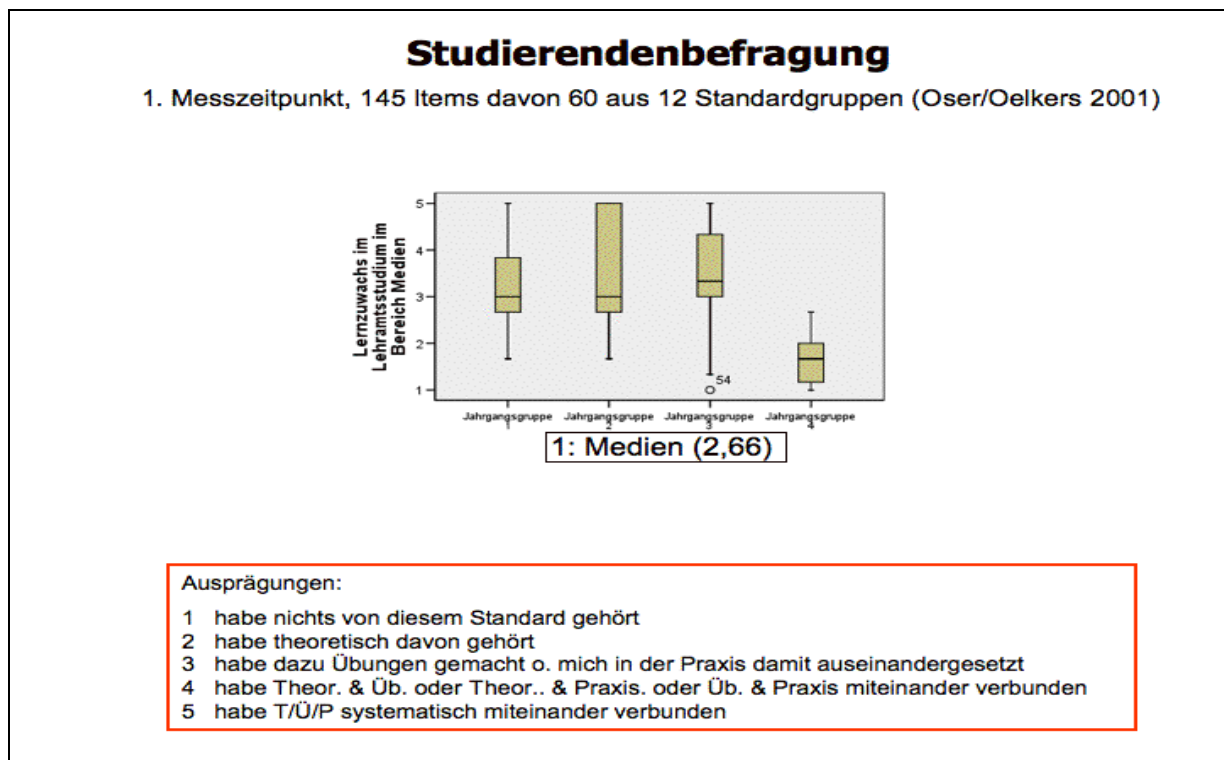 Studierendenbefragung
1. Messzeitpunkt, 145 Items davon 60 aus 12 Standardgruppen (Oser/Oelkers 2001)
Lernzuwachs im
Lehramtsstudium im
Bereich Medien
5
4
3
2
1
54
Jahrgangsgruppe Jahrgangsgruppe Jahrgangsgruppe Jahrgangsgruppe
1 2 3 4
1: Medien (2,66)
Ausprägungen:
1 habe nichts von diesem Standard gehört
2 habe theoretisch davon gehört
3 habe dazu Übungen gemacht o. mich in der Praxis damit auseinandergesetzt
4 habe Theor. & Üb. oder Theor.. & Praxis. oder Üb. & Praxis miteinander verbunden
5 habe T/Ü/P systematisch miteinander verbunden